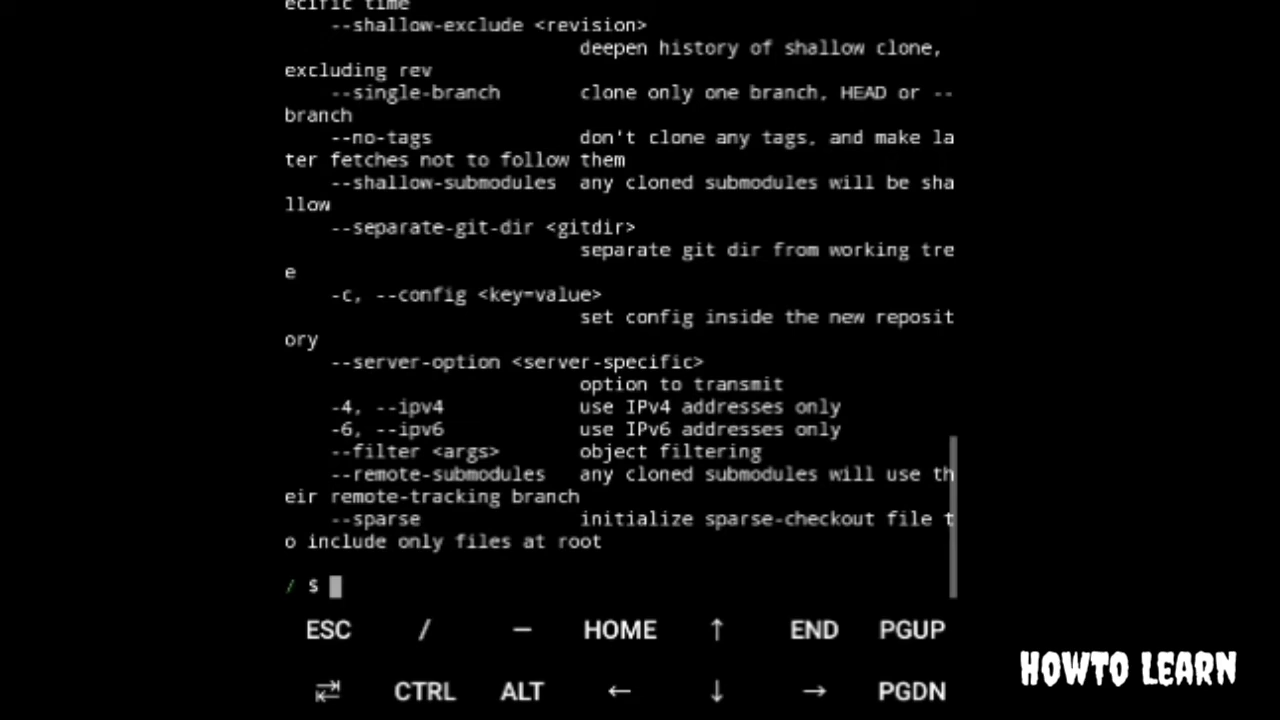 ecific time
--shallow-exclude <revision>
deepen history of shallow clone,
excluding rev
--single-branch clone only one branch, HEAD or --
branch
--no-tags don't clone any tags, and make la
ter fetches not to follow them
--shallow-submodules any cloned submodules will be sha
llow
--separate-git-dir <gitdir>
separate git dir from working tre
e
-c, --config <key=value>
set config inside the new reposit
ory
--server-option <server-specific>
option to transmit
-4, --ipv4 use IPv4 addresses only
-6, --ipv6 use IPv6 addresses only
--filter <args> object filtering
--remote-submodules any cloned submodules will use th
eir remote-tracking branch
--sparse initialize sparse-checkout file t
o include only files at root
/ $
ESC / — HOME ↑ END PGUP
⇥ CTRL ALT ← ↓ → PGDN
HOWTO LEARN